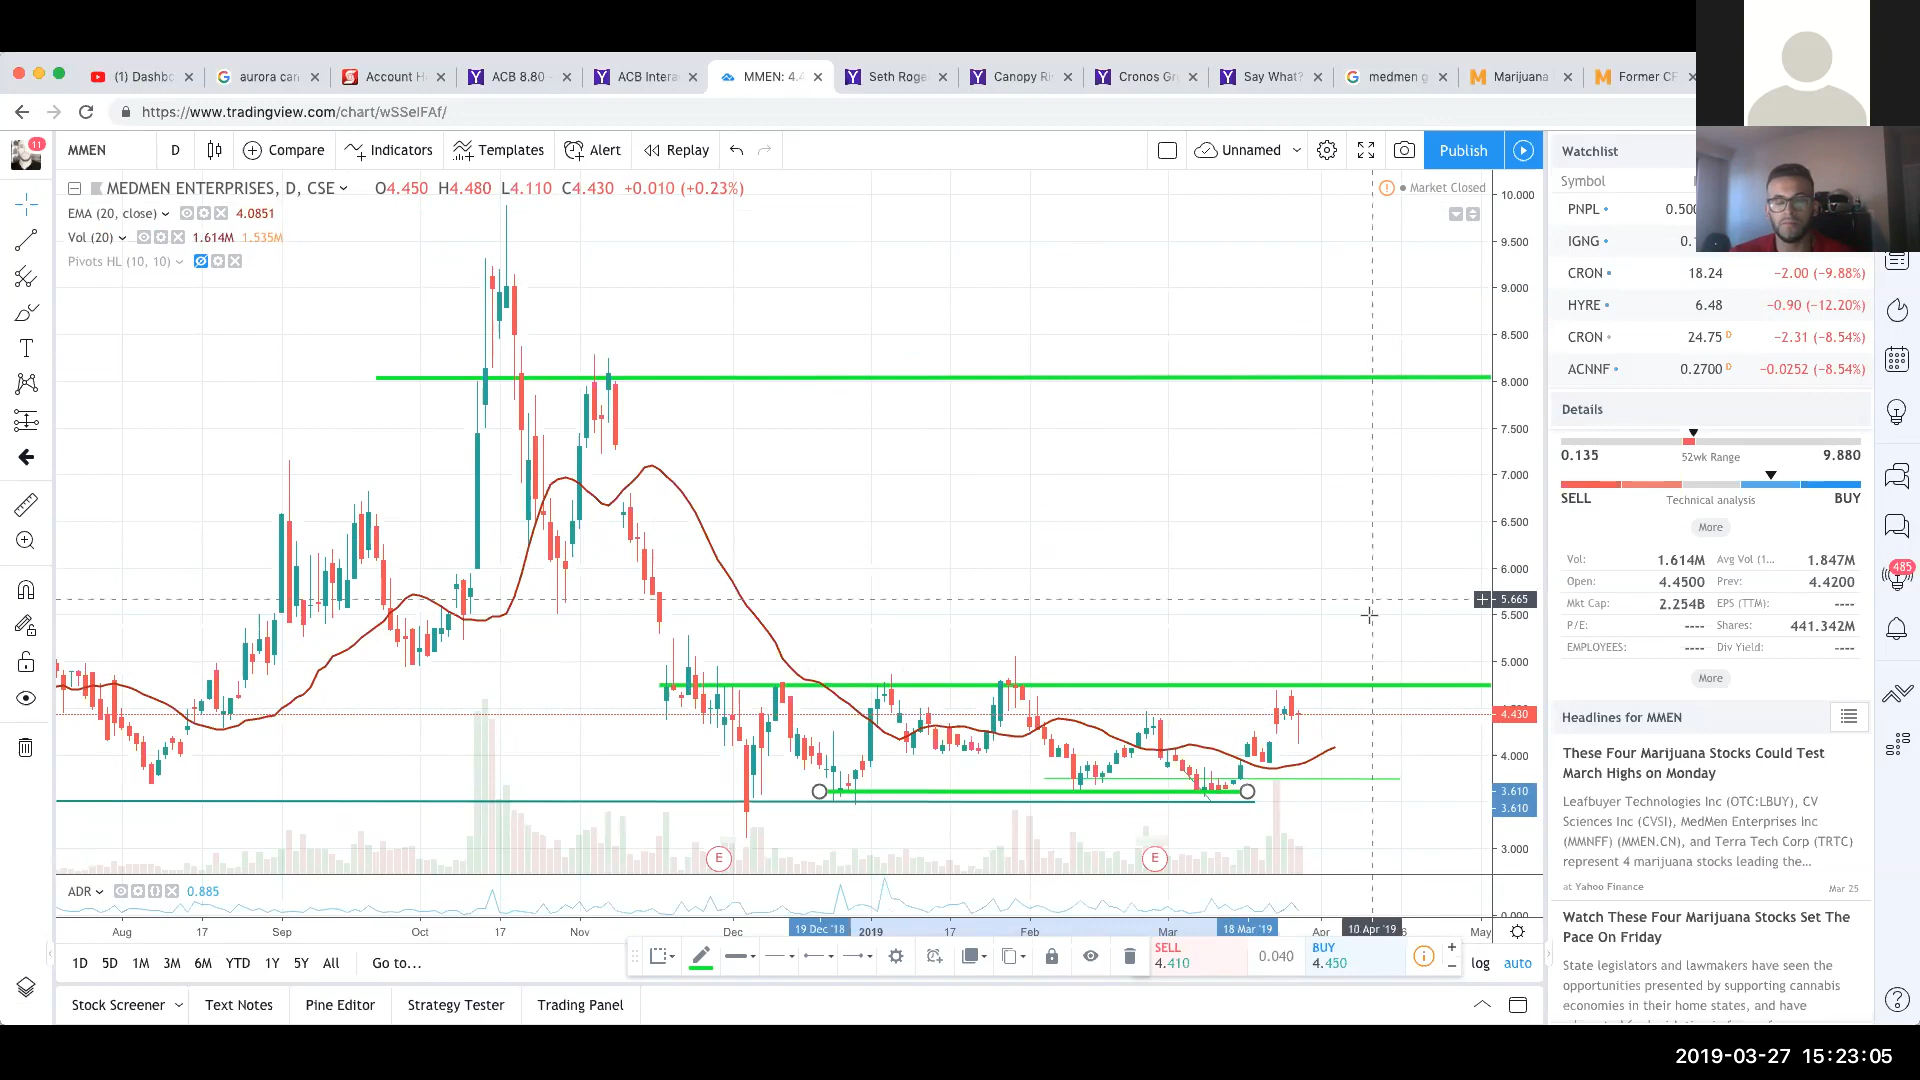 (1) Dashbo
aurora can
Account H
ACB 8.80 -
ACB Intera
MMEN: 4.4
Seth Roge
Canopy Ri
Cronos Gr
Say What?
medmen g
Marijuana
Former CF
https://www.tradingview.com/chart/wSSeIFAf/
11
MMEN
D
Compare
Indicators
Templates
Alert
Replay
Unnamed
Publish
MEDMEN ENTERPRISES, D, CSE
O4.450 H4.480 L4.110 C4.430 +0.010 (+0.23%)
Market Closed
EMA (20, close)
4.0851
Vol (20)
1.614M 1.535M
Pivots HL (10, 10)
10.000
9.500
9.000
8.500
8.000
7.500
7.000
6.500
6.000
5.665
5.500
5.000
4.430
4.000
3.610
3.610
3.000
E
E
ADR
0.885
0.000
Aug
17
Sep
17
Oct
17
Nov
Dec
19 Dec '18
2019
17
Feb
Mar
18 Mar '19
Apr
10 Apr '19
May
1D
5D
1M
3M
6M
YTD
1Y
5Y
All
Go to...
SELL
4.410
0.040
BUY
4.450
log
auto
Stock Screener
Text Notes
Pine Editor
Strategy Tester
Trading Panel
Watchlist
Symbol
PNPL 0.500
IGNG
CRON 18.24 −2.00 (−9.88%)
HYRE 6.48 −0.90 (−12.20%)
CRON 24.75 D −2.31 (−8.54%)
ACNNF 0.2700 D −0.0252 (−8.54%)
Details
0.135 52wk Range 9.880
SELL Technical analysis BUY
More
Vol: 1.614M Avg Vol (1... 1.847M
Open: 4.4500 Prev: 4.4200
Mkt Cap: 2.254B EPS (TTM): ----
P/E: ---- Shares: 441.342M
EMPLOYEES: ---- Div Yield: ----
More
Headlines for MMEN
These Four Marijuana Stocks Could Test
March Highs on Monday
Leafbuyer Technologies Inc (OTC:LBUY), CV
Sciences Inc (CVSI), MedMen Enterprises Inc
(MMNFF) (MMEN.CN), and Terra Tech Corp (TRTC)
represent 4 marijuana stocks leading the...
at Yahoo Finance
Mar 25
Watch These Four Marijuana Stocks Set The
Pace On Friday
State legislators and lawmakers have seen the
opportunities presented by supporting cannabis
economies in their home states, and have
485
2019-03-27 15:23:05